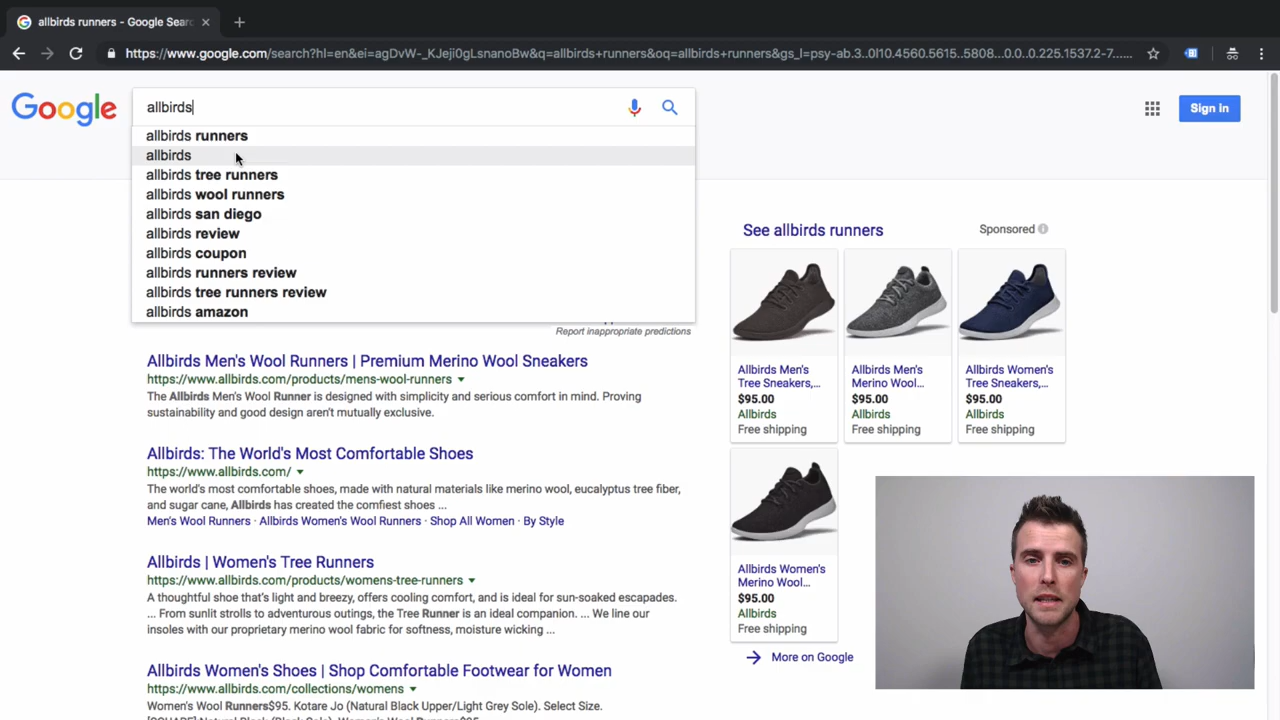 allbirds runners - Google Searc
https://www.google.com/search?hl=en&ei=agDvW-_KJeji0gLsnanoBw&q=allbirds+runners&oq=allbirds+runners&gs_l=psy-ab.3..0l10.4560.5615..5808...0.0..0.225.1537.2-7......
Google
allbirds
Sign in
allbirds runners
allbirds
allbirds tree runners
allbirds wool runners
allbirds san diego
allbirds review
allbirds coupon
allbirds runners review
allbirds tree runners review
allbirds amazon
Report inappropriate predictions
Allbirds Men's Wool Runners | Premium Merino Wool Sneakers
https://www.allbirds.com/products/mens-wool-runners
The Allbirds Men's Wool Runner is designed with simplicity and serious comfort in mind. Proving
sustainability and good design aren't mutually exclusive.
Allbirds: The World's Most Comfortable Shoes
https://www.allbirds.com/
The world's most comfortable shoes, made with natural materials like merino wool, eucalyptus tree fiber,
and sugar cane, Allbirds has created the comfiest shoes ...
Men's Wool Runners · Allbirds Women's Wool Runners · Shop All Women · By Style
Allbirds | Women's Tree Runners
https://www.allbirds.com/products/womens-tree-runners
A thoughtful shoe that's light and breezy, offers cooling comfort, and is ideal for sun-soaked escapades.
... From sunlit strolls to adventurous outings, the Tree Runner is an ideal companion. ... We line our
insoles with our proprietary merino wool fabric for softness, moisture wicking ...
Allbirds Women's Shoes | Shop Comfortable Footwear for Women
https://www.allbirds.com/collections/womens
Women's Wool Runners$95. Kotare Jo (Natural Black Upper/Light Grey Sole). Select Size.
See allbirds runners
Sponsored
Allbirds Men's
Tree Sneakers,...
$95.00
Allbirds
Free shipping
Allbirds Men's
Merino Wool...
$95.00
Allbirds
Free shipping
Allbirds Women's
Tree Sneakers,...
$95.00
Allbirds
Free shipping
Allbirds Women's
Merino Wool...
$98.00
Allbirds
Free shipping
More on Google